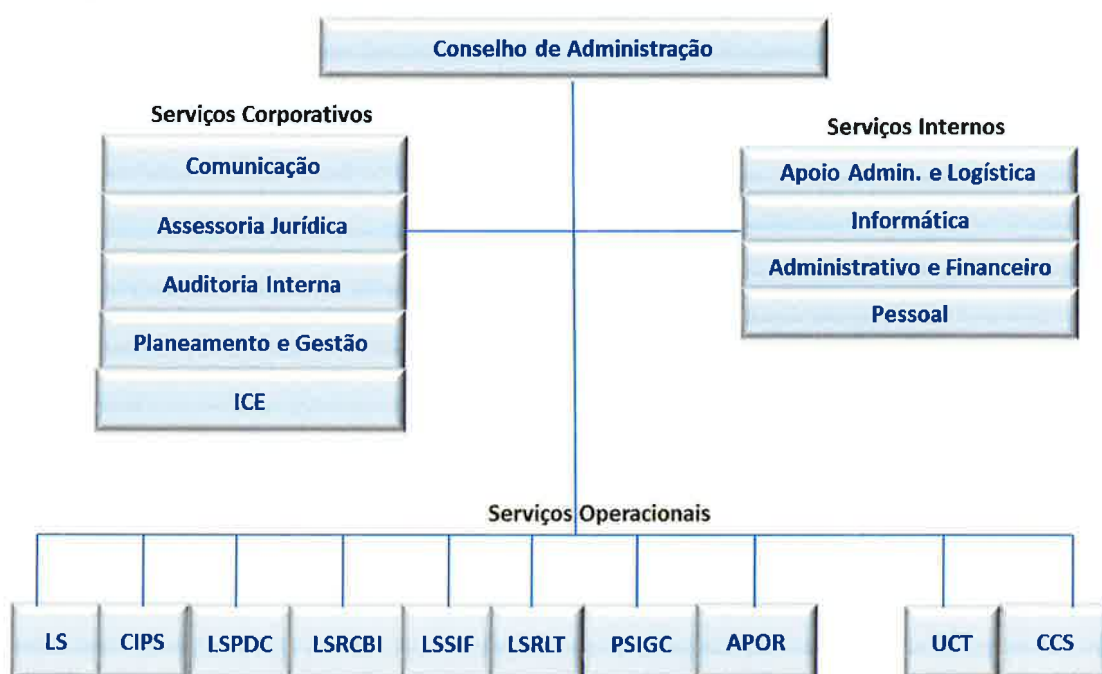 Conselho de Administração
Serviços Corporativos
Comunicação
Assessoria Jurídica
Auditoria Interna
Planeamento e Gestão
ICE
Serviços Internos
Apoio Admin. e Logística
Informática
Administrativo e Financeiro
Pessoal
Serviços Operacionais
LS CIPS LSPDC LSRCBI LSSIF LSRLT PSIGC APOR UCT CCS